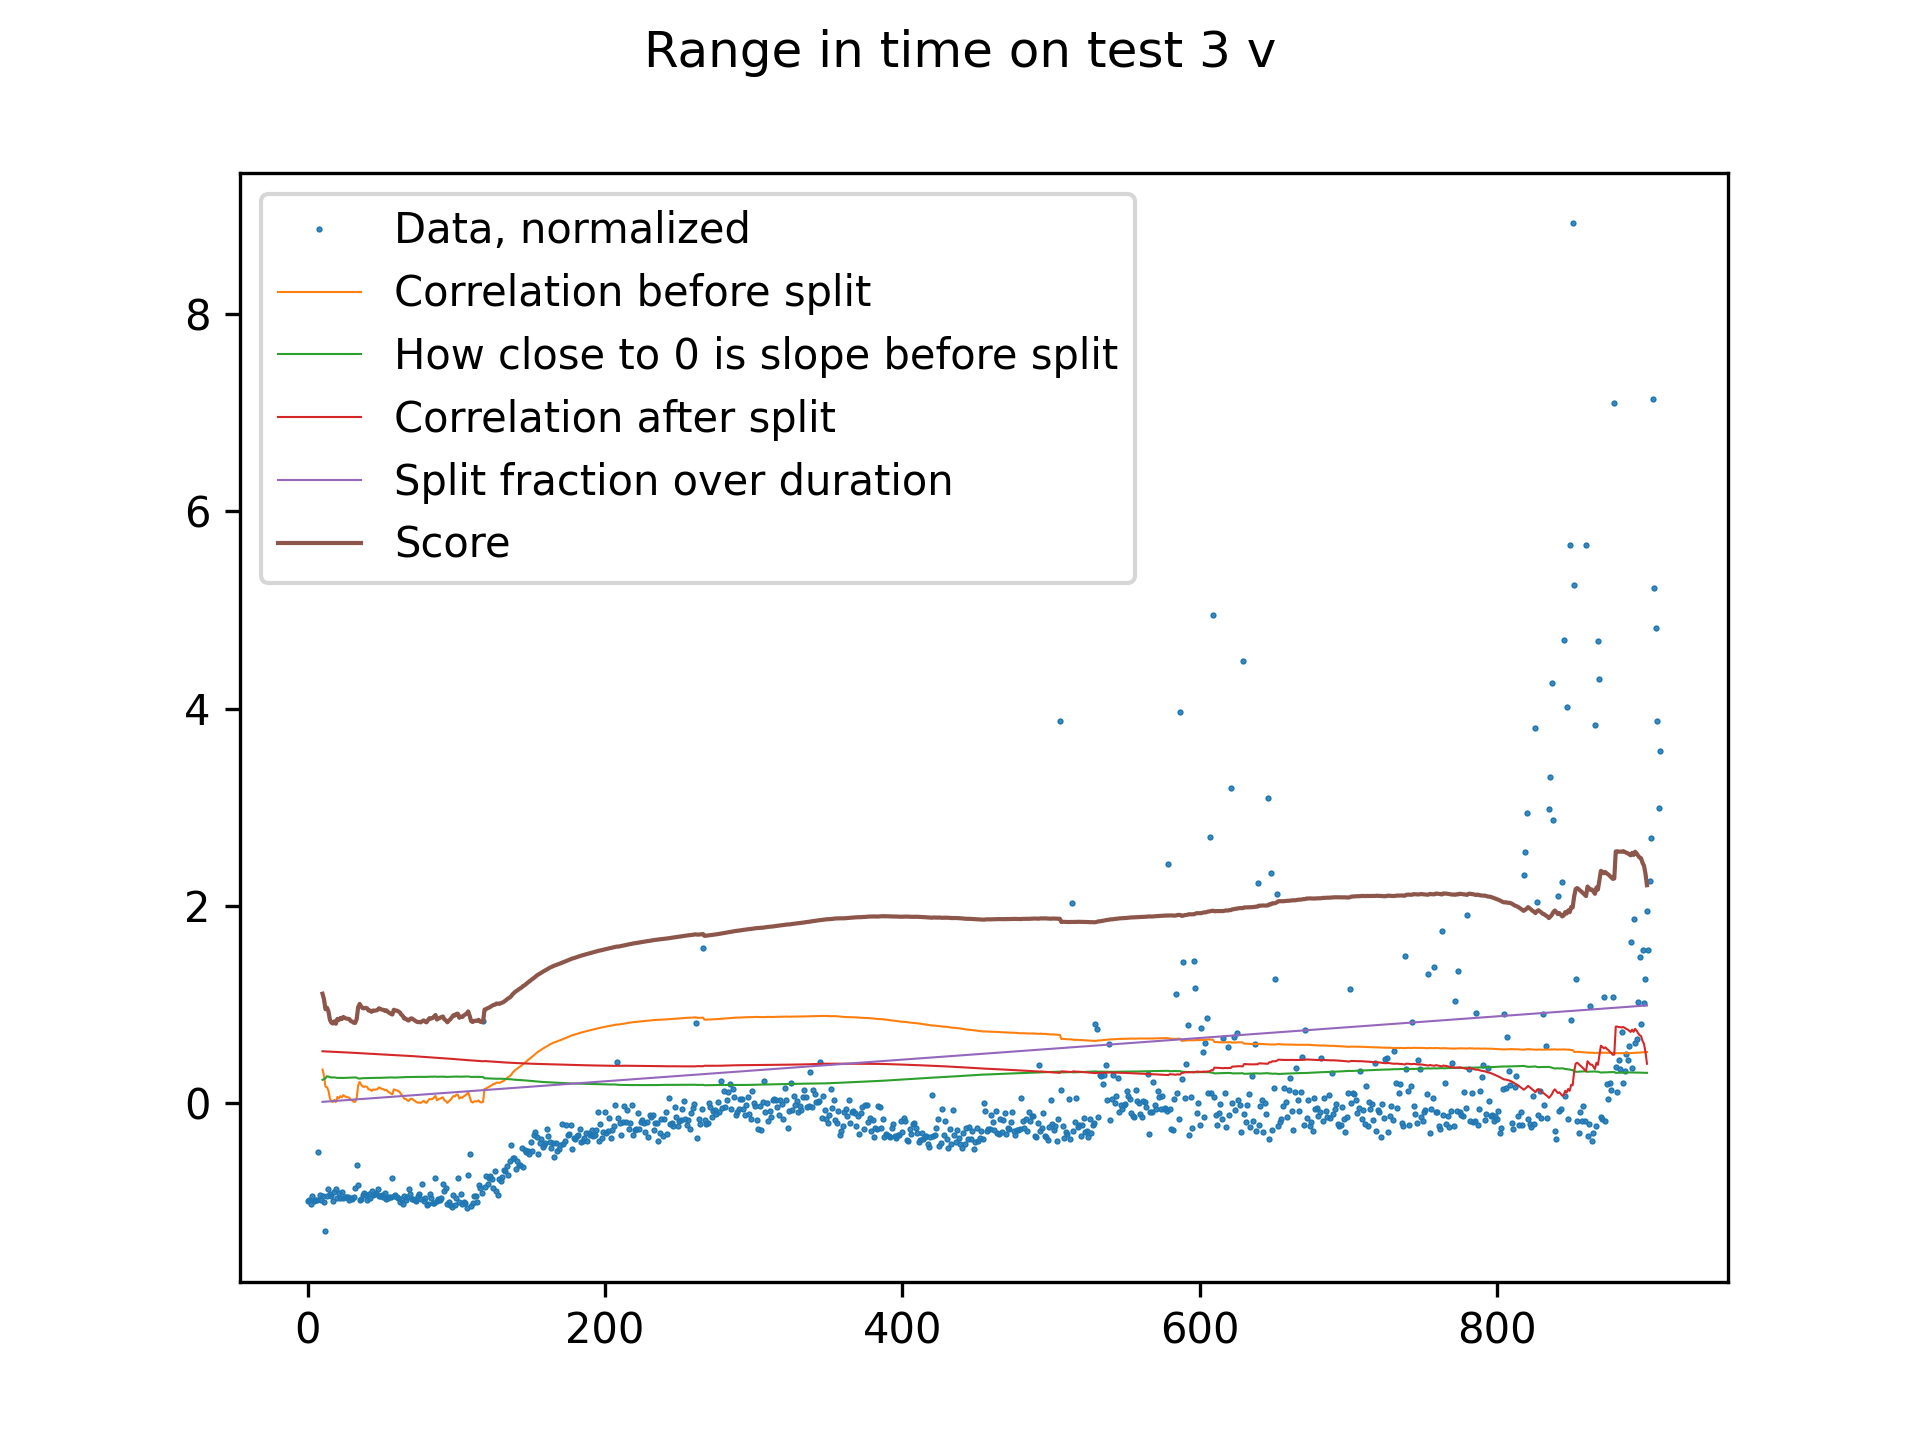 Range in time on test 3 v
Data, normalized
Correlation before split
How close to 0 is slope before split
Correlation after split
Split fraction over duration
Score
8
6
4
2
0
0 200 400 600 800